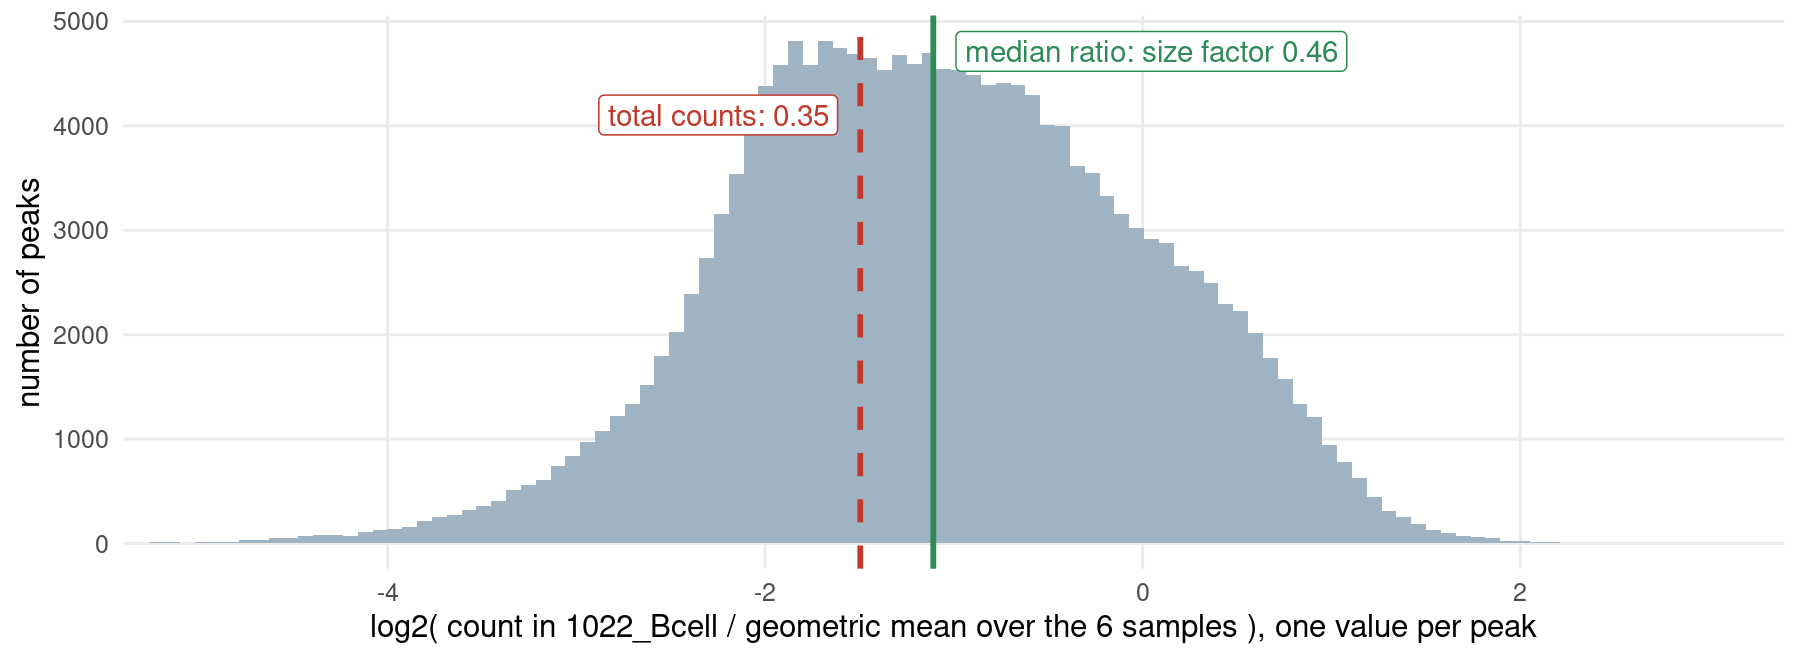 5000
4000
3000
2000
1000
0
number of peaks
median ratio: size factor 0.46
total counts: 0.35
-4
-2
0
2
log2( count in 1022_Bcell / geometric mean over the 6 samples ), one value per peak